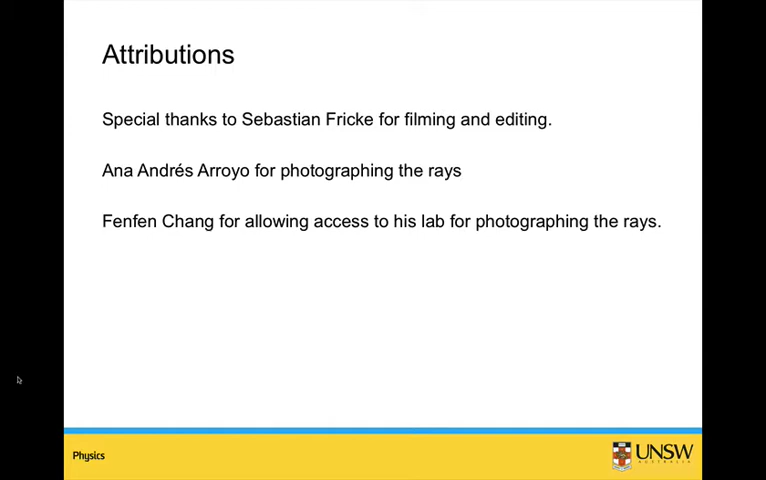 Attributions
Special thanks to Sebastian Fricke for filming and editing.
Ana Andrés Arroyo for photographing the rays
Fenfen Chang for allowing access to his lab for photographing the rays.
Physics
UNSW
AUSTRALIA